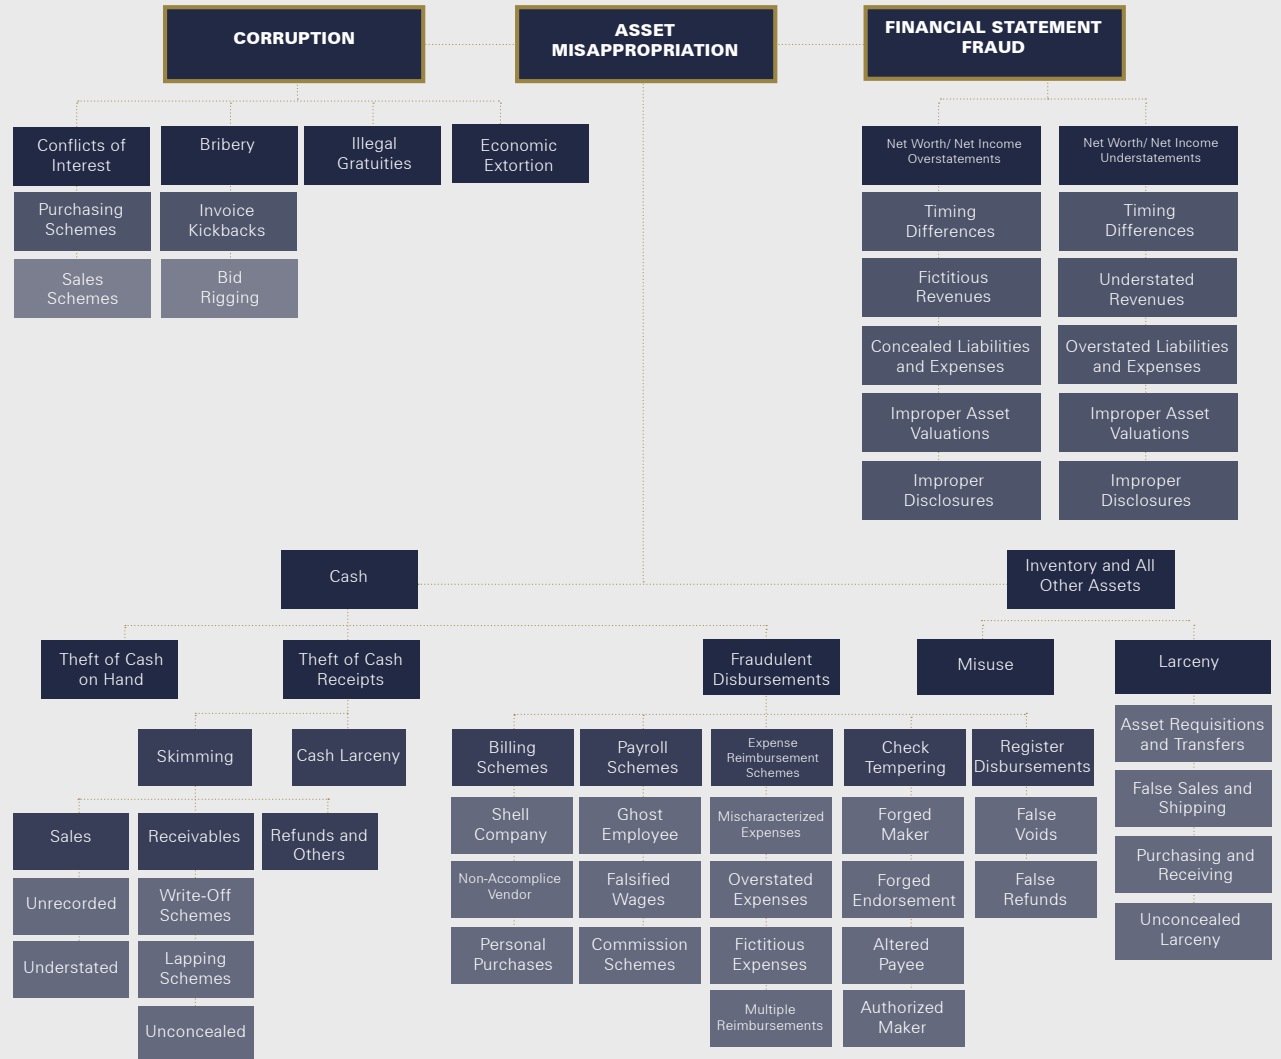 CORRUPTION
ASSET
MISAPPROPRIATION
FINANCIAL STATEMENT
FRAUD
Conflicts of
Interest
Bribery
Illegal
Gratuities
Economic
Extortion
Purchasing
Schemes
Invoice
Kickbacks
Sales
Schemes
Bid
Rigging
Net Worth/ Net Income
Overstatements
Net Worth/ Net Income
Understatements
Timing
Differences
Timing
Differences
Fictitious
Revenues
Understated
Revenues
Concealed Liabilities
and Expenses
Overstated Liabilities
and Expenses
Improper Asset
Valuations
Improper Asset
Valuations
Improper
Disclosures
Improper
Disclosures
Cash
Inventory and All
Other Assets
Theft of Cash
on Hand
Theft of Cash
Receipts
Fraudulent
Disbursements
Misuse
Larceny
Skimming
Cash Larceny
Sales
Receivables
Refunds and
Others
Unrecorded
Write-Off
Schemes
Understated
Lapping
Schemes
Unconcealed
Billing
Schemes
Payroll
Schemes
Expense
Reimbursement
Schemes
Check
Tempering
Register
Disbursements
Shell
Company
Ghost
Employee
Mischaracterized
Expenses
Forged
Maker
False
Voids
Non-Accomplice
Vendor
Falsified
Wages
Overstated
Expenses
Forged
Endorsement
False
Refunds
Personal
Purchases
Commission
Schemes
Fictitious
Expenses
Altered
Payee
Multiple
Reimbursements
Authorized
Maker
Asset Requisitions
and Transfers
False Sales and
Shipping
Purchasing and
Receiving
Unconcealed
Larceny